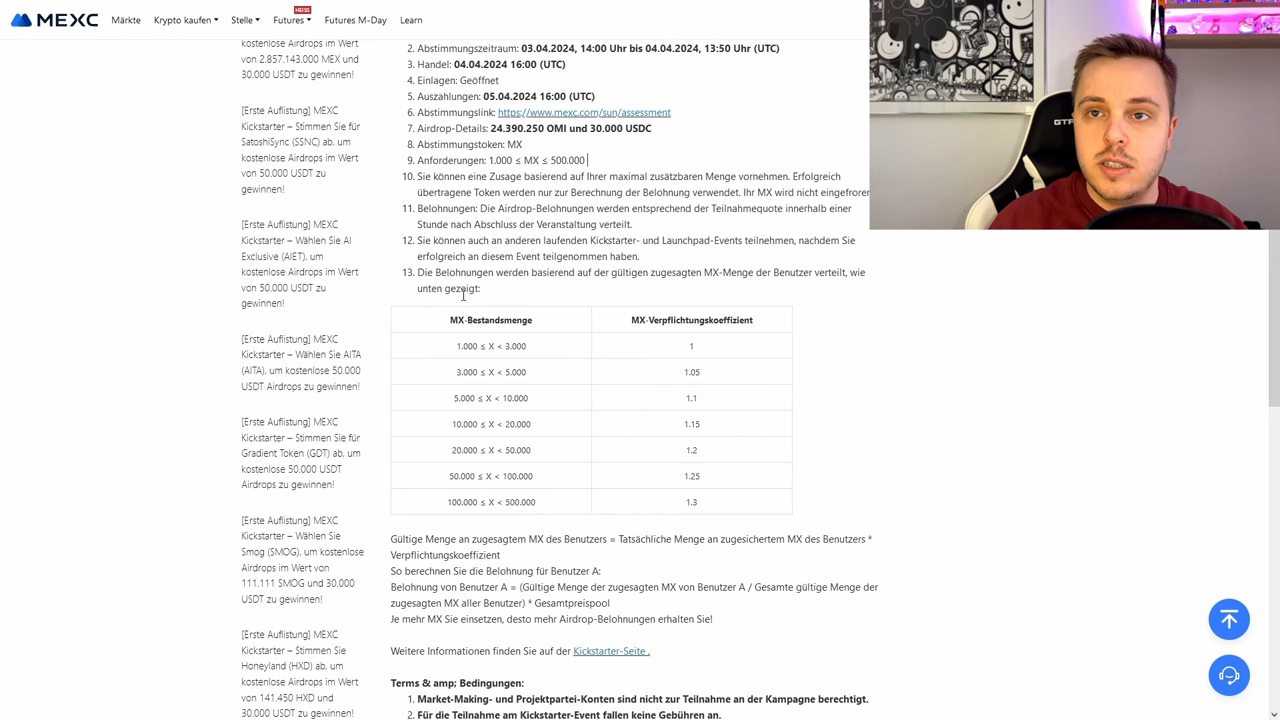 MEXC
Märkte
Krypto kaufen
Stelle
HEISS
Futures
Futures M-Day
Learn
kostenlose Airdrops im Wert
von 2.857.143.000 MEX und
30.000 USDT zu gewinnen!
[Erste Auflistung] MEXC
Kickstarter – Stimmen Sie für
SatoshiSync (SSNC) ab, um
kostenlose Airdrops im Wert
von 50.000 USDT zu
gewinnen!
[Erste Auflistung] MEXC
Kickstarter – Wählen Sie AI
Exclusive (AIET), um
kostenlose Airdrops im Wert
von 50.000 USDT zu
gewinnen!
[Erste Auflistung] MEXC
Kickstarter – Wählen Sie AITA
(AITA), um kostenlose 50.000
USDT Airdrops zu gewinnen!
[Erste Auflistung] MEXC
Kickstarter – Stimmen Sie für
Gradient Token (GDT) ab, um
kostenlose 50.000 USDT
Airdrops zu gewinnen!
[Erste Auflistung] MEXC
Kickstarter – Wählen Sie
Smog (SMOG), um kostenlose
Airdrops im Wert von
111.111 SMOG und 30.000
USDT zu gewinnen!
[Erste Auflistung] MEXC
Kickstarter – Stimmen Sie
Honeyland (HXD) ab, um
kostenlose Airdrops im Wert
von 141.450 HXD und
30.000 USDT zu gewinnen!
2. Abstimmungszeitraum: 03.04.2024, 14:00 Uhr bis 04.04.2024, 13:50 Uhr (UTC)
3. Handel: 04.04.2024 16:00 (UTC)
4. Einlagen: Geöffnet
5. Auszahlungen: 05.04.2024 16:00 (UTC)
6. Abstimmungslink: https://www.mexc.com/sun/assessment
7. Airdrop-Details: 24.390.250 OMI und 30.000 USDC
8. Abstimmungstoken: MX
9. Anforderungen: 1.000 ≤ MX ≤ 500.000
10. Sie können eine Zusage basierend auf Ihrer maximal zusätzbaren Menge vornehmen. Erfolgreich
übertragene Token werden nur zur Berechnung der Belohnung verwendet. Ihr MX wird nicht eingefroren
11. Belohnungen: Die Airdrop-Belohnungen werden entsprechend der Teilnahmequote innerhalb einer
Stunde nach Abschluss der Veranstaltung verteilt.
12. Sie können auch an anderen laufenden Kickstarter- und Launchpad-Events teilnehmen, nachdem Sie
erfolgreich an diesem Event teilgenommen haben.
13. Die Belohnungen werden basierend auf der gültigen zugesagten MX-Menge der Benutzer verteilt, wie
unten gezeigt:
MX-Bestandsmenge MX-Verpflichtungskoeffizient
1.000 ≤ X < 3.000 1
3.000 ≤ X < 5.000 1.05
5.000 ≤ X < 10.000 1.1
10.000 ≤ X < 20.000 1.15
20.000 ≤ X < 50.000 1.2
50.000 ≤ X < 100.000 1.25
100.000 ≤ X < 500.000 1.3
Gültige Menge an zugesagtem MX des Benutzers = Tatsächliche Menge an zugesichertem MX des Benutzers *
Verpflichtungskoeffizient
So berechnen Sie die Belohnung für Benutzer A:
Belohnung von Benutzer A = (Gültige Menge der zugesagten MX von Benutzer A / Gesamte gültige Menge der
zugesagten MX aller Benutzer) * Gesamtpreispool
Je mehr MX Sie einsetzen, desto mehr Airdrop-Belohnungen erhalten Sie!
Weitere Informationen finden Sie auf der Kickstarter-Seite .
Terms & amp; Bedingungen:
1. Market-Making- und Projektpartei-Konten sind nicht zur Teilnahme an der Kampagne berechtigt.
2. Für die Teilnahme am Kickstarter-Event fallen keine Gebühren an.